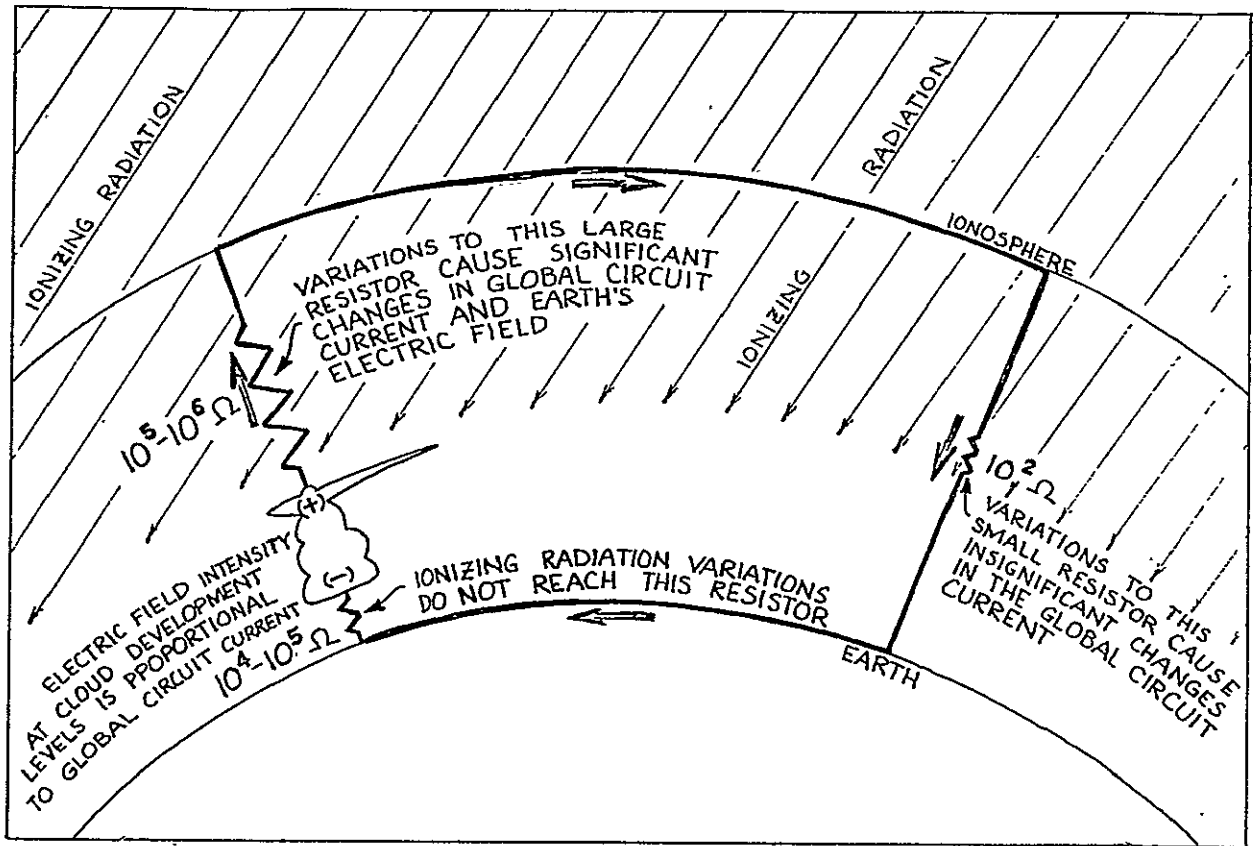 IONIZING RADIATION
RADIATION
IONOSPHERE
VARIATIONS TO THIS LARGE
RESISTOR CAUSE SIGNIFICANT
CHANGES IN GLOBAL CIRCUIT
CURRENT AND EARTH'S
ELECTRIC FIELD
IONIZING
10⁵-10⁶ Ω
10² Ω
VARIATIONS TO THIS
SMALL RESISTOR CAUSE
INSIGNIFICANT CHANGES
IN THE GLOBAL CIRCUIT
CURRENT
(+)
(-)
IONIZING RADIATION VARIATIONS
DO NOT REACH THIS RESISTOR
ELECTRIC FIELD INTENSITY
AT CLOUD DEVELOPMENT
LEVELS IS PPOPORTIONAL
TO GLOBAL CIRCUIT CURRENT
10⁴-10⁵ Ω
EARTH